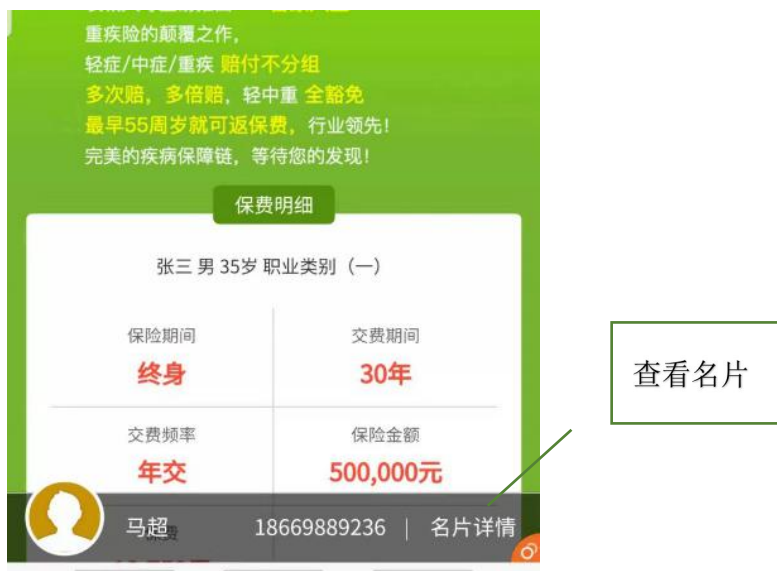 重疾险的颠覆之作，
轻症/中症/重疾 赔付不分组
多次赔，多倍赔，轻中重 全豁免
最早55周岁就可返保费，行业领先！
完美的疾病保障链，等待您的发现！
保费明细
张三 男 35岁 职业类别（一）
保险期间 交费期间
终身 30年
查看名片
交费频率 保险金额
年交 500,000元
马超 18669889236 | 名片详情